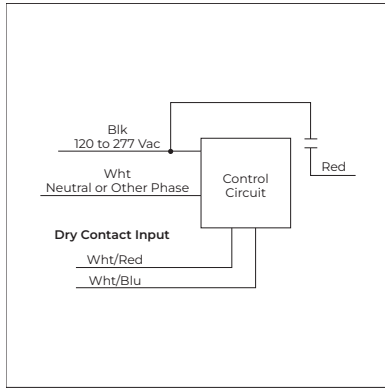 Blk
120 to 277 Vac
Wht
Neutral or Other Phase
Control
Circuit
Red
Dry Contact Input
Wht/Red
Wht/Blu